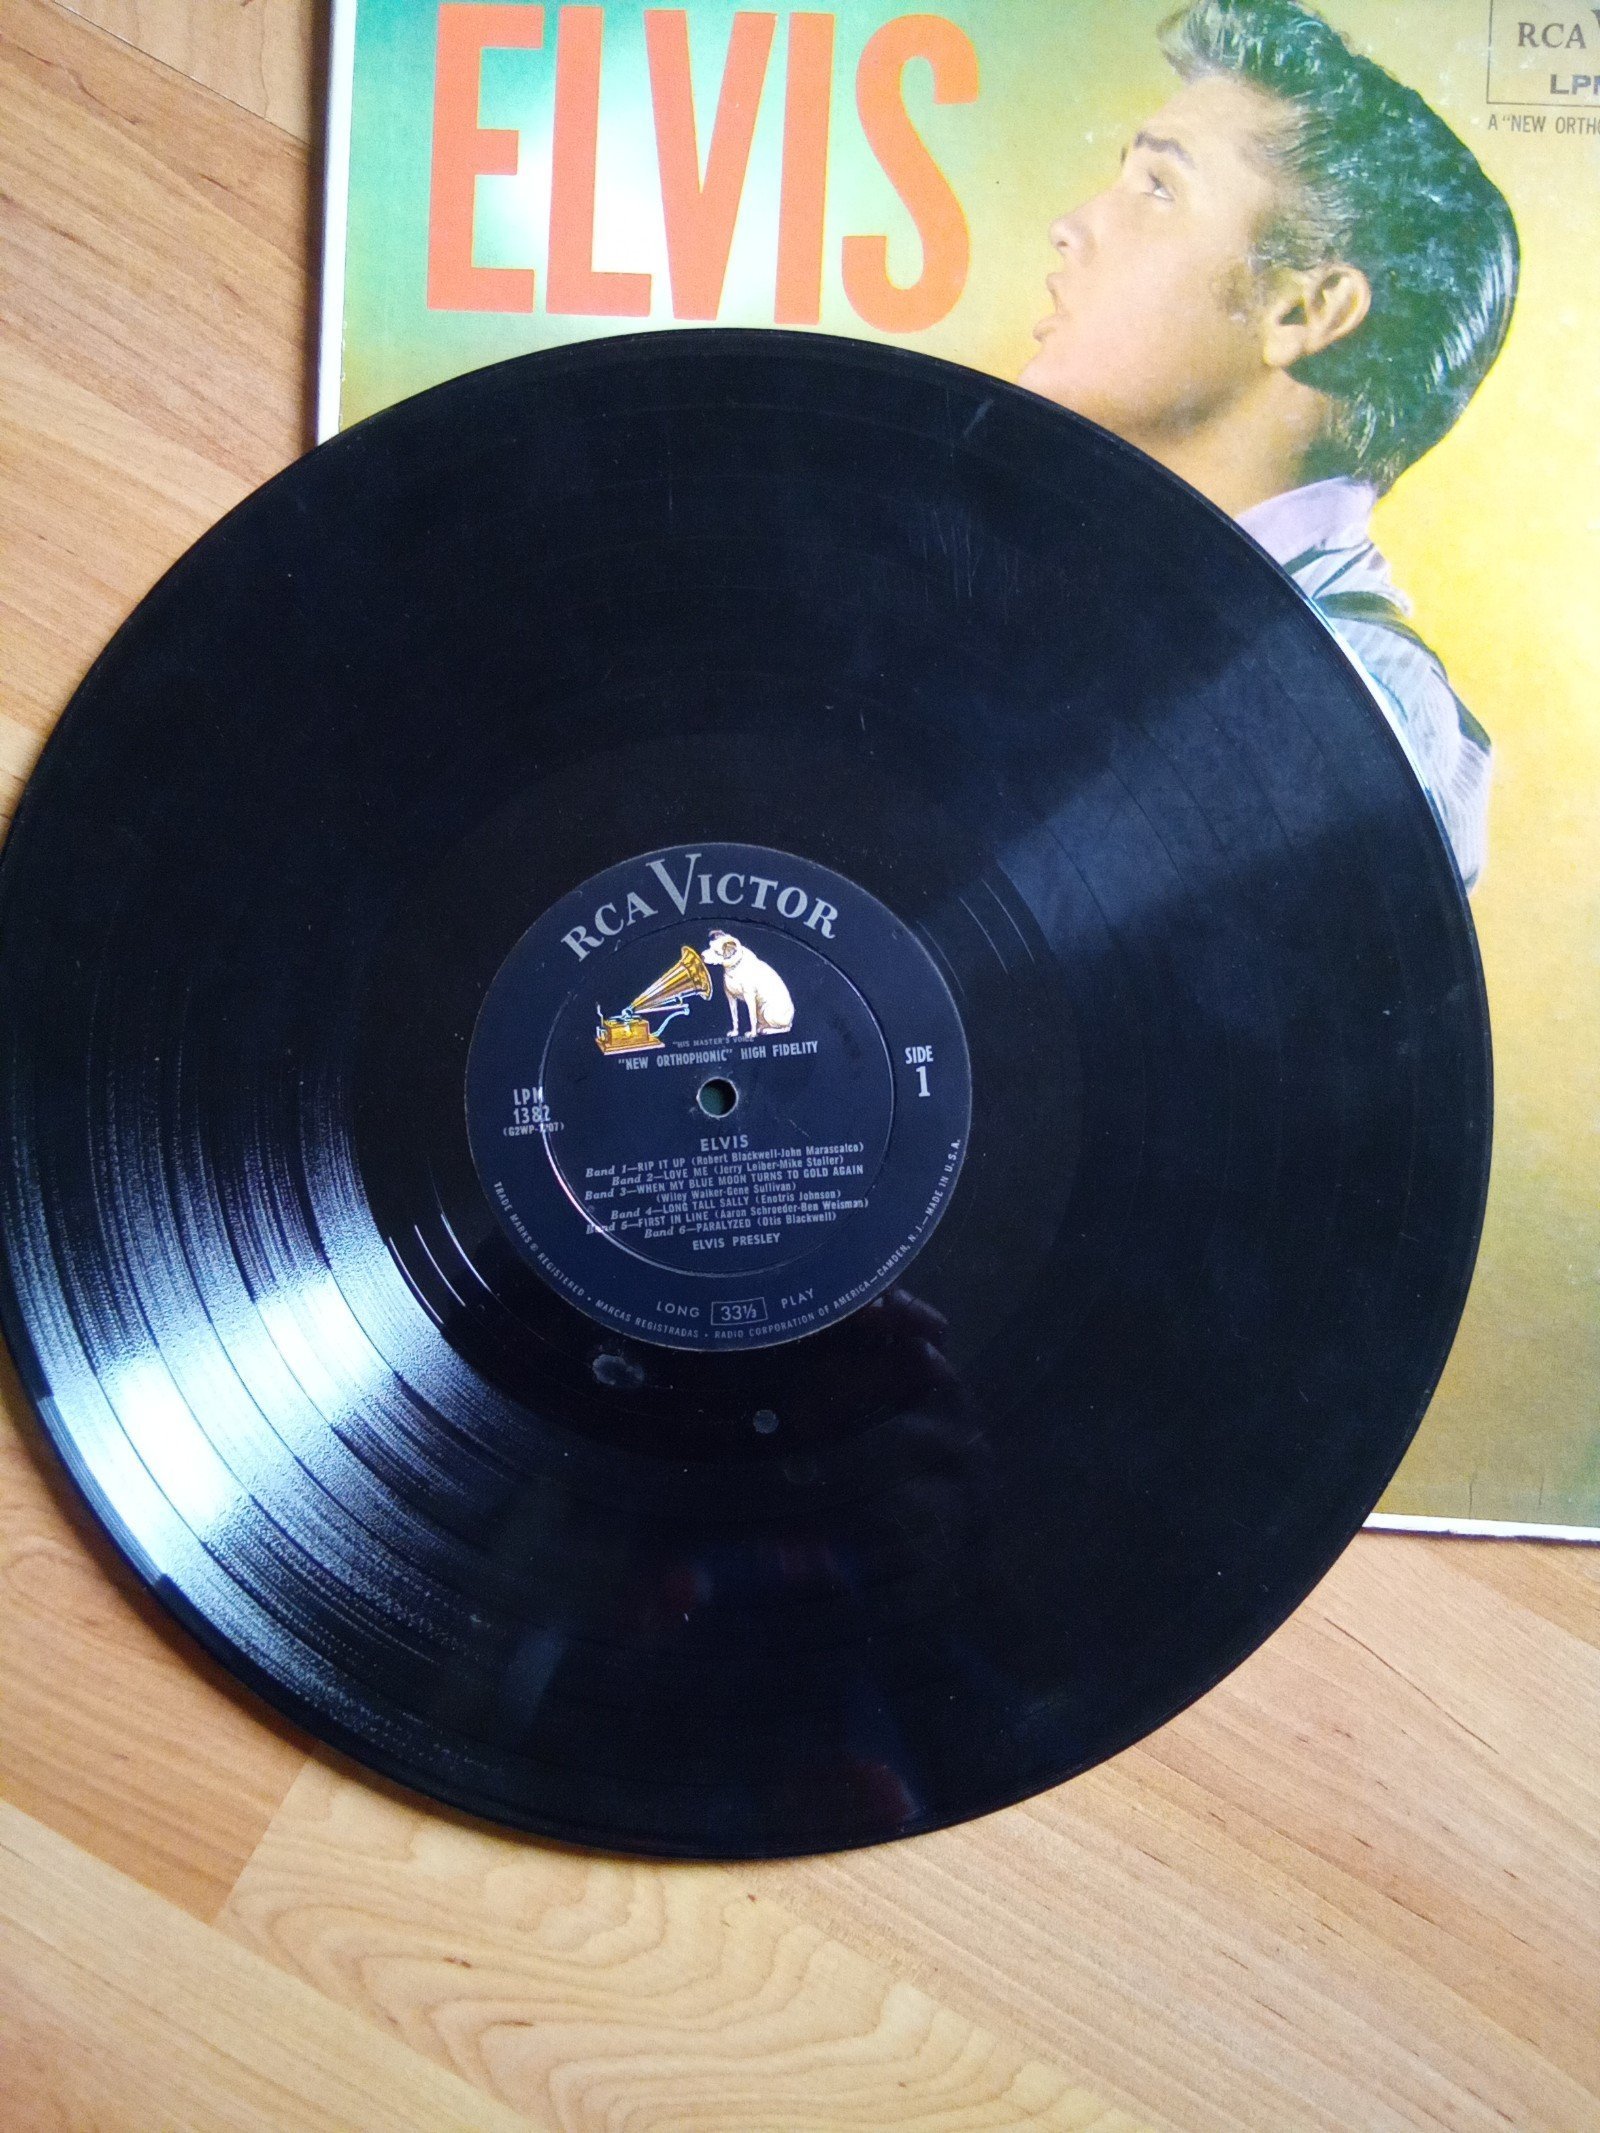 ELVIS
RCA
A "NEW
RCA VICTOR
"HIS MASTER'S VOICE"
"NEW ORTHOPHONIC" HIGH FIDELITY
SIDE
1
LPM
1382
ELVIS
Band 1—RIP IT UP (Robert Blackwell-John Marascalco)
Band 2—LOVE ME (Jerry Leiber-Mike Stoller)
Band 3—WHEN MY BLUE MOON TURNS TO GOLD AGAIN
(Wiley Walker-Gene Sullivan)
Band 4—LONG TALL SALLY (Enotris Johnson)
Band 5—FIRST IN LINE (Aaron Schroeder-Ben Weisman)
Band 6—PARALYZED (Otis Blackwell)
ELVIS PRESLEY
LONG 33⅓ PLAY
TRADE MARKS ® REGISTERED • MARCAS REGISTRADAS • RADIO CORPORATION OF AMERICA—CAMDEN, N. J.—MADE IN U.S.A.